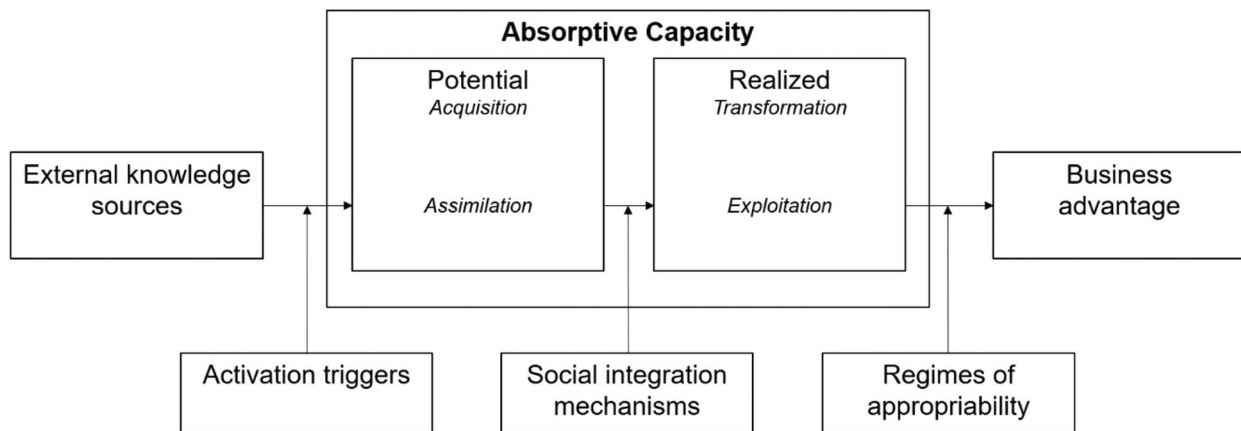 Absorptive Capacity
Potential
Acquisition
Assimilation
Realized
Transformation
Exploitation
External knowledge
sources
Business
advantage
Activation triggers
Social integration
mechanisms
Regimes of
appropriability